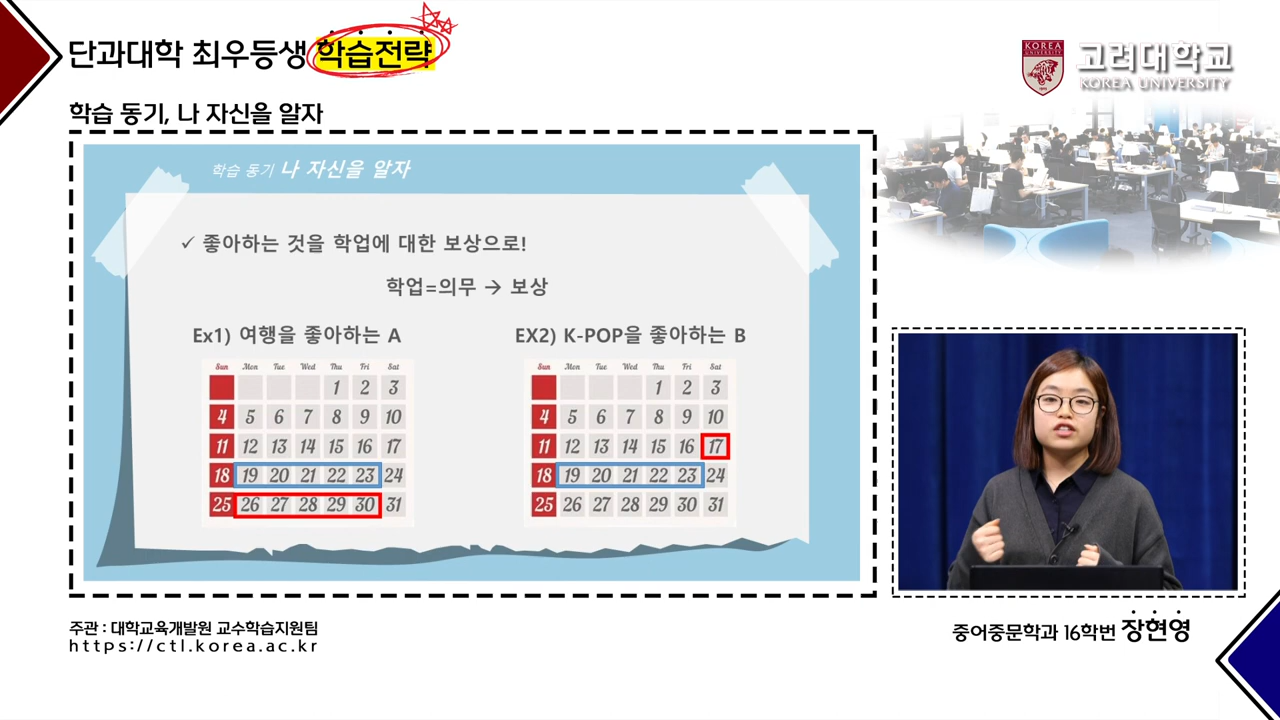 단과대학 최우등생 학습전략
KOREA UNIVERSITY
고려대학교
KOREA UNIVERSITY
학습 동기, 나 자신을 알자
학습 동기 나 자신을 알자
✓ 좋아하는 것을 학업에 대한 보상으로!
학업=의무 → 보상
Ex1) 여행을 좋아하는 A
Sun Mon Tue Wed Thu Fri Sat
1 2 3
4 5 6 7 8 9 10
11 12 13 14 15 16 17
18 19 20 21 22 23 24
25 26 27 28 29 30 31
EX2) K-POP을 좋아하는 B
Sun Mon Tue Wed Thu Fri Sat
1 2 3
4 5 6 7 8 9 10
11 12 13 14 15 16 17
18 19 20 21 22 23 24
25 26 27 28 29 30 31
주관 : 대학교육개발원 교수학습지원팀
https://ctl.korea.ac.kr
중어중문학과 16학번 장현영